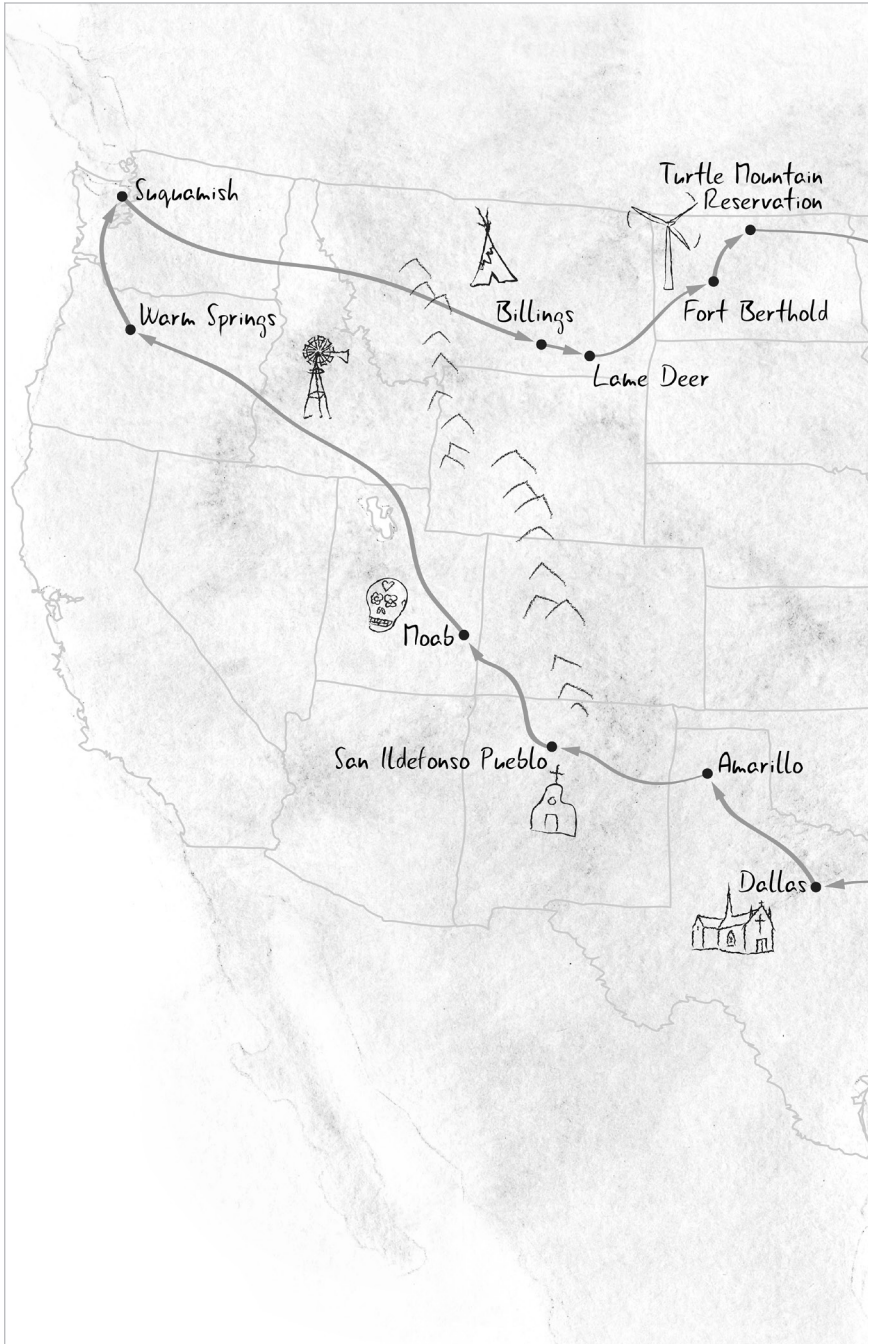 Turtle Mountain
Reservation
Suquamish
Billings
Fort Berthold
Warm Springs
Lame Deer
Moab
San Ildefonso Pueblo
Amarillo
Dallas